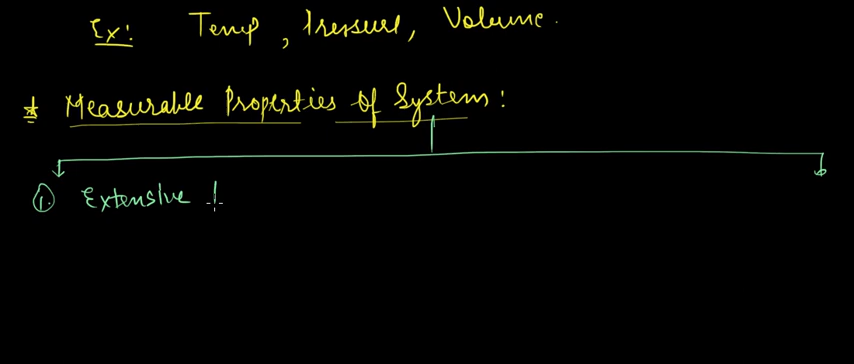 Ex: Temp, Pressure, Volume.
* Measurable Properties Of System:
1. Extensive